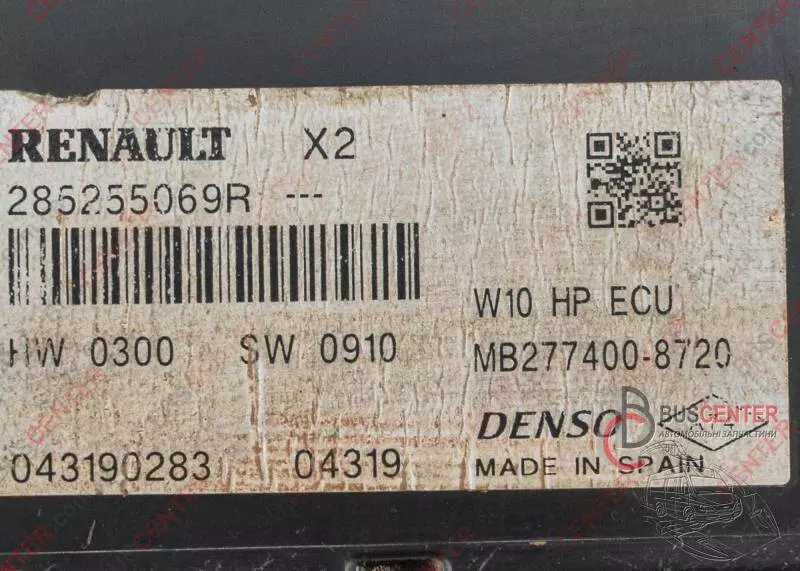 RENAULT X2
285255069R ---
HW 0300 SW 0910
043190283 04319
W10 HP ECU
MB277400-8720
DENSO
MADE IN SPAIN
BUSCENTER
АВТОМОБІЛЬНІ ЗАПЧАСТИНИ